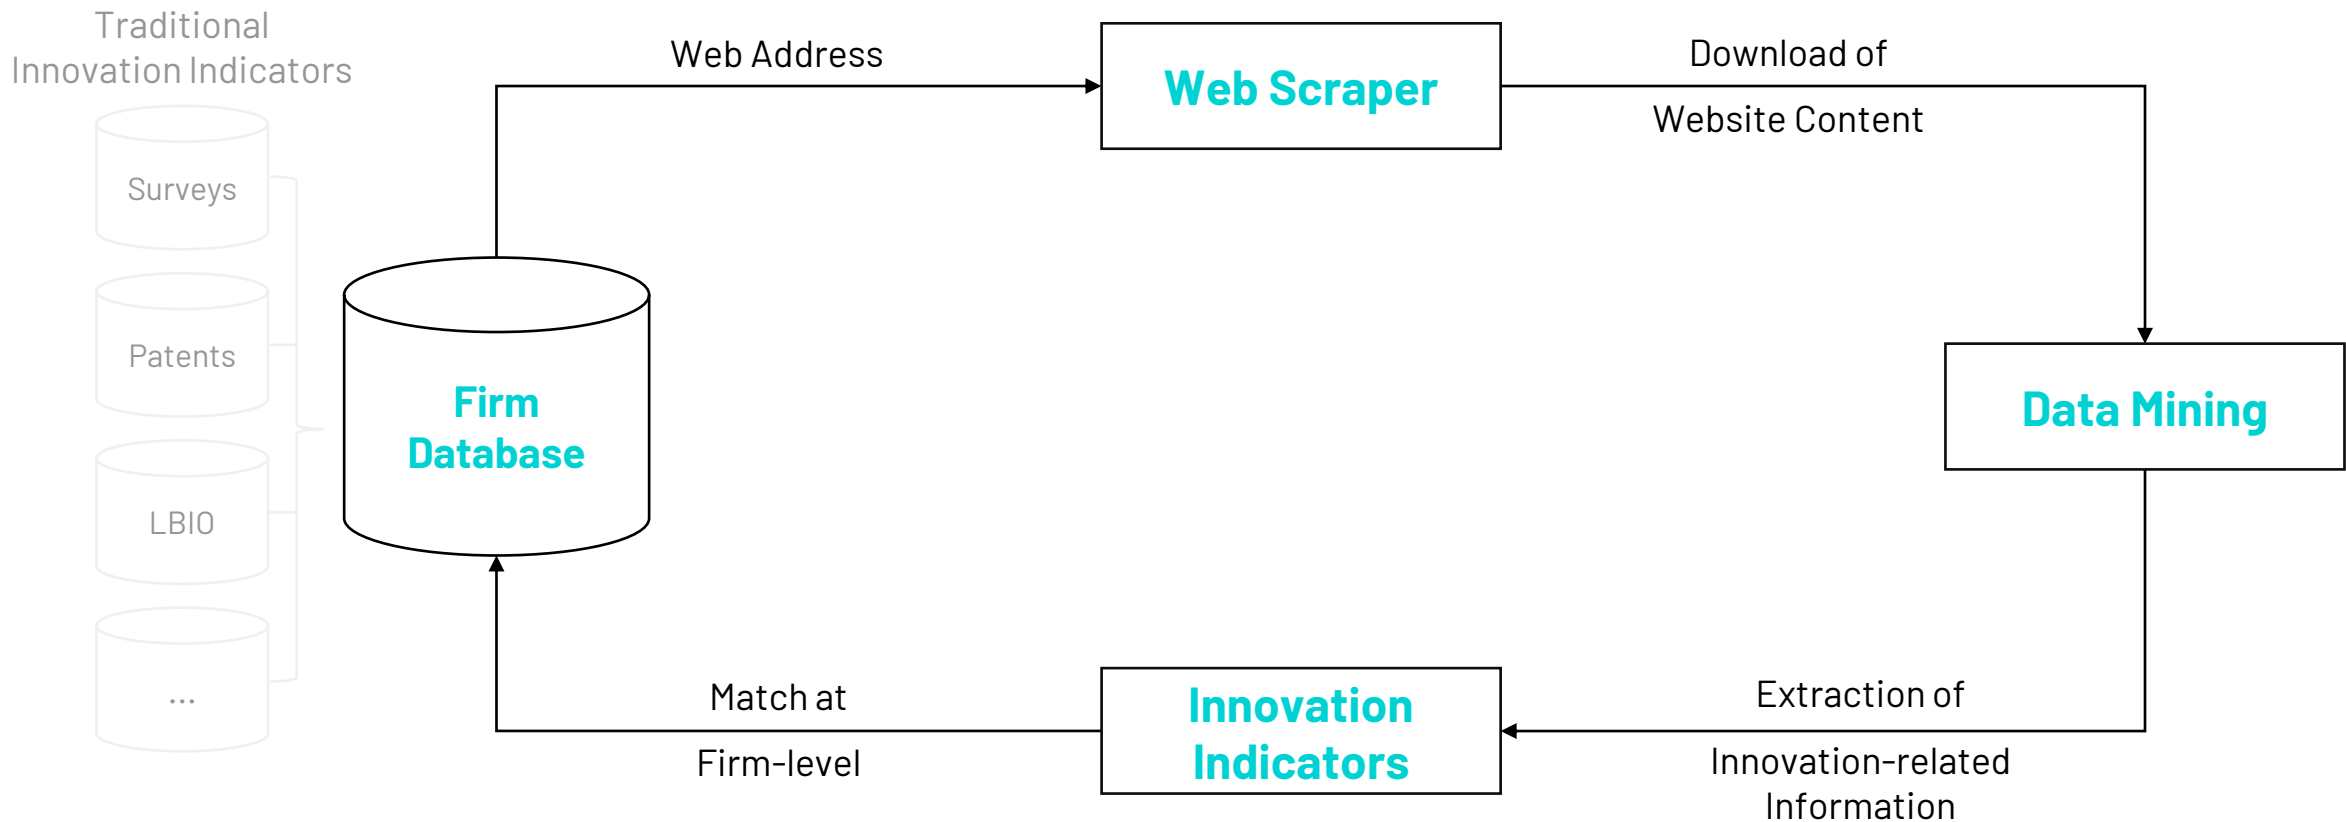 Traditional
Innovation Indicators
Surveys
Patents
LBIO
...
Firm
Database
Web Address
Web Scraper
Download of
Website Content
Data Mining
Extraction of
Innovation-related
Information
Innovation
Indicators
Match at
Firm-level